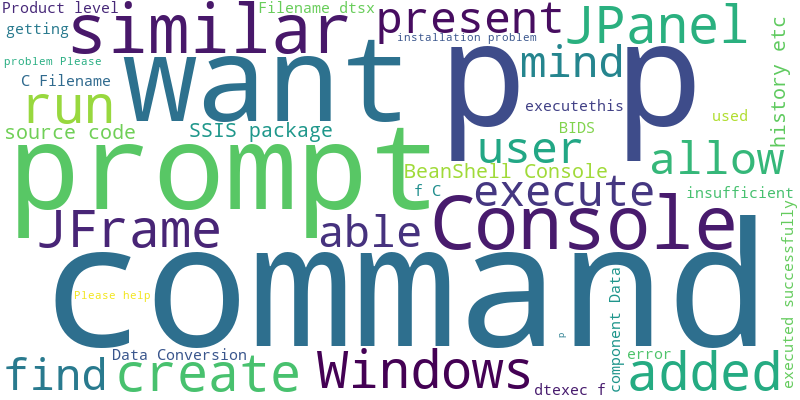 Product level
similar
Filename dtsx
present
JPanel
history etc
getting
want
p
p
installation problem
mind
problem Please
C Filename
run
executethis
used
source code
SSIS package
BIDS
user
allow
prompt
BeanShell Console
f C
execute
insufficient
JFrame
able
Console
executed successfully
command
Please help
component Data
p
find
Data Conversion
create
Windows
error
added
dtexec f